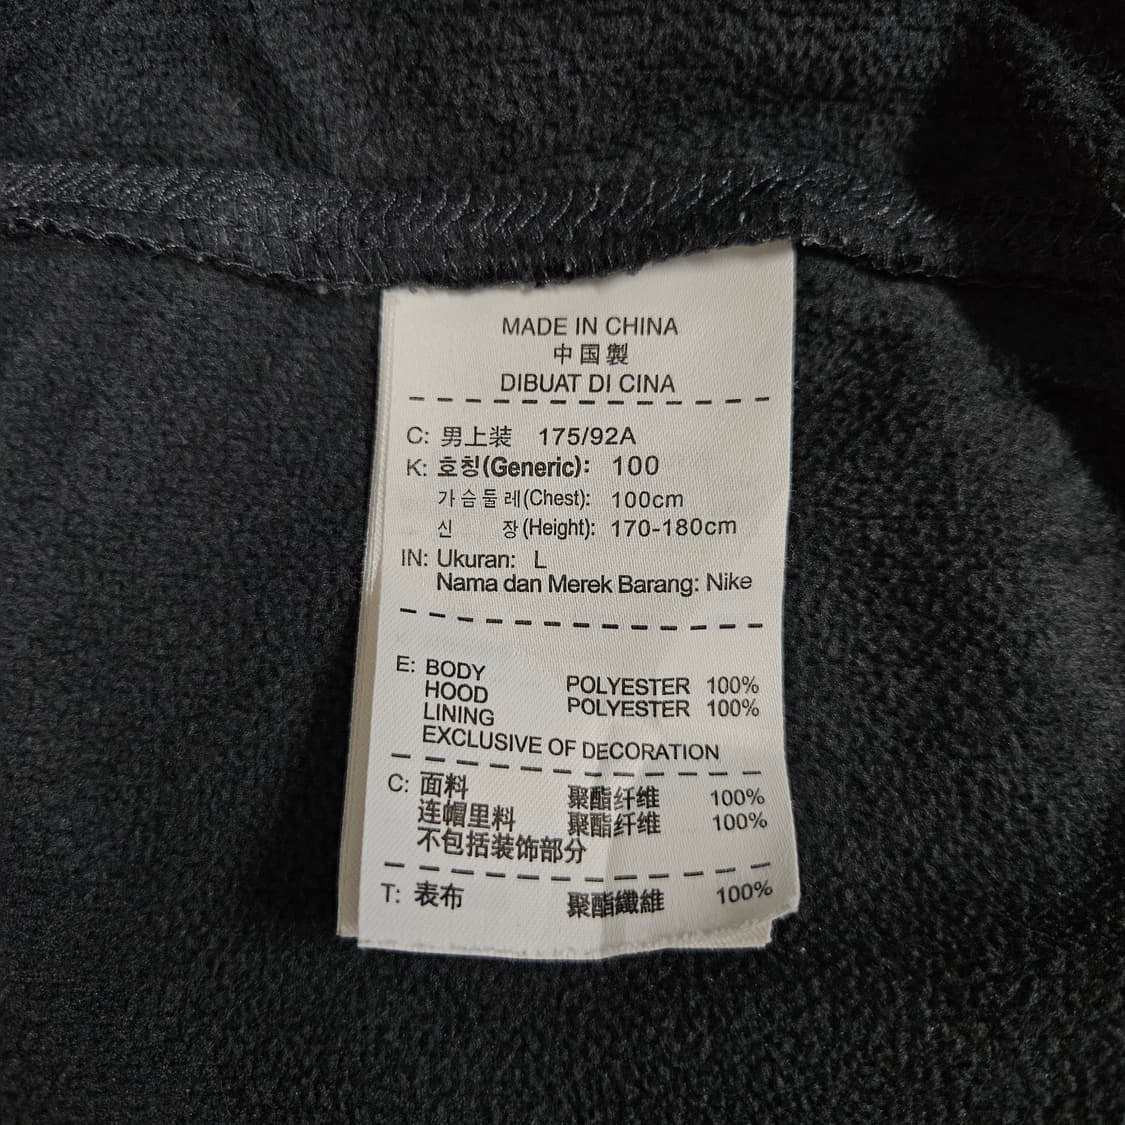 MADE IN CHINA
中国製
DIBUAT DI CINA
C: 男上装 175/92A
K: 호칭(Generic): 100
가슴둘레(Chest): 100cm
신 장(Height): 170-180cm
IN: Ukuran: L
Nama dan Merek Barang: Nike
E: BODY POLYESTER 100%
HOOD POLYESTER 100%
LINING
EXCLUSIVE OF DECORATION
C: 面料 聚酯纤维 100%
连帽里料 聚酯纤维 100%
不包括装饰部分
T: 表布 聚酯纖維 100%